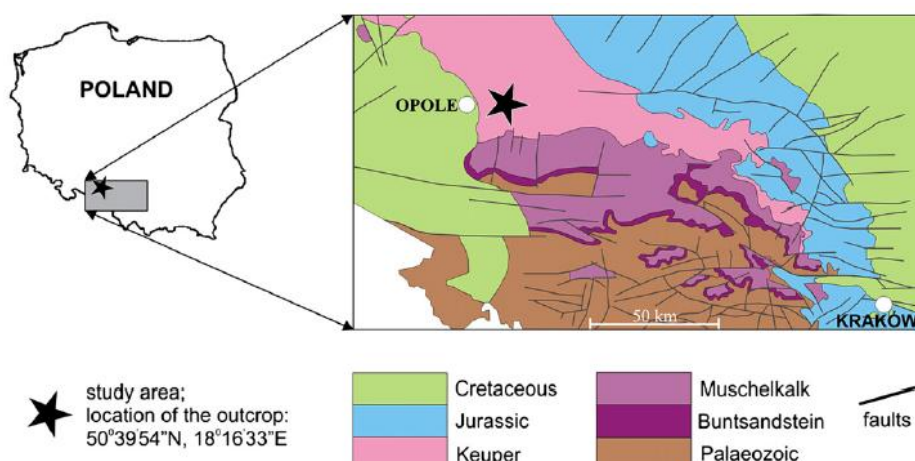 POLAND
OPOLE
50 km
KRAKÓW
study area;
location of the outcrop:
50°39'54"N, 18°16'33"E
Cretaceous
Jurassic
Keuper
Muschelkalk
Buntsandstein
Palaeozoic
faults